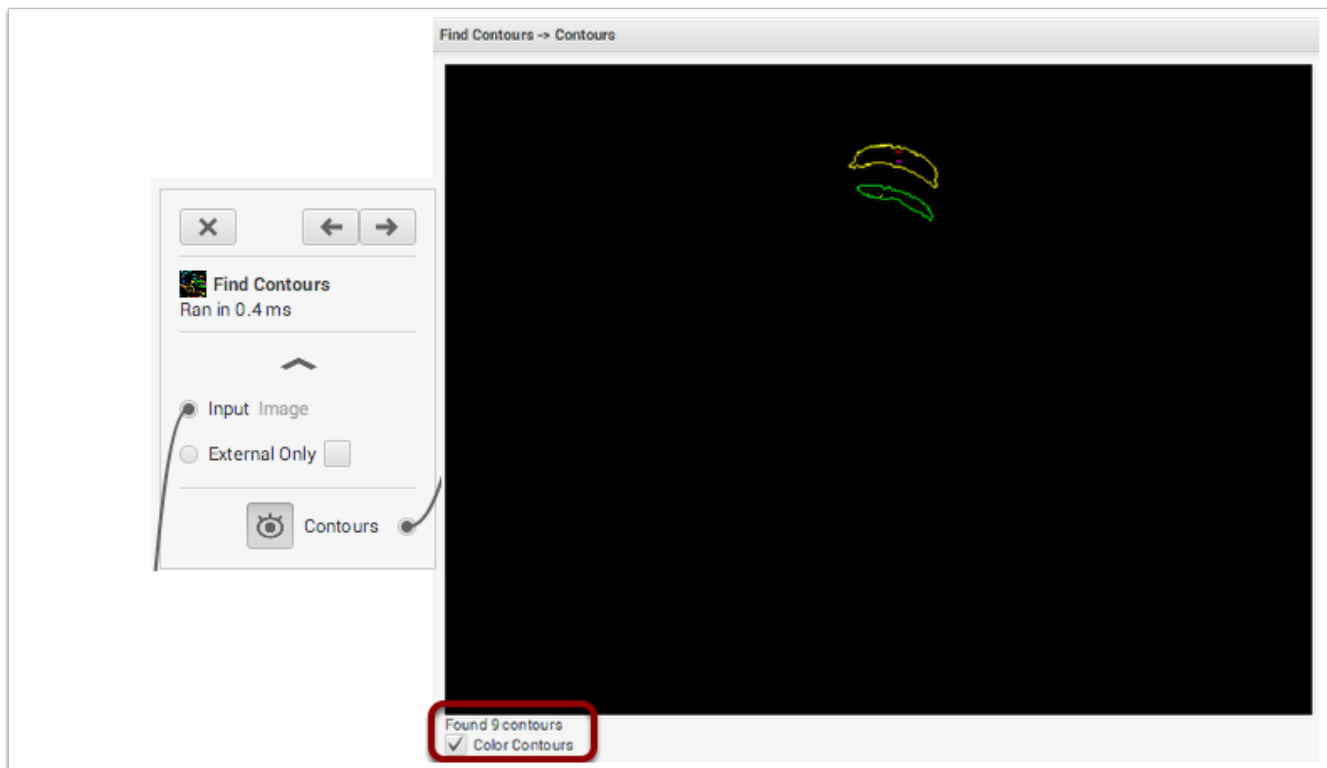 Find Contours -> Contours
Find Contours
Ran in 0.4 ms
Input Image
External Only
Contours
Found 9 contours
Color Contours